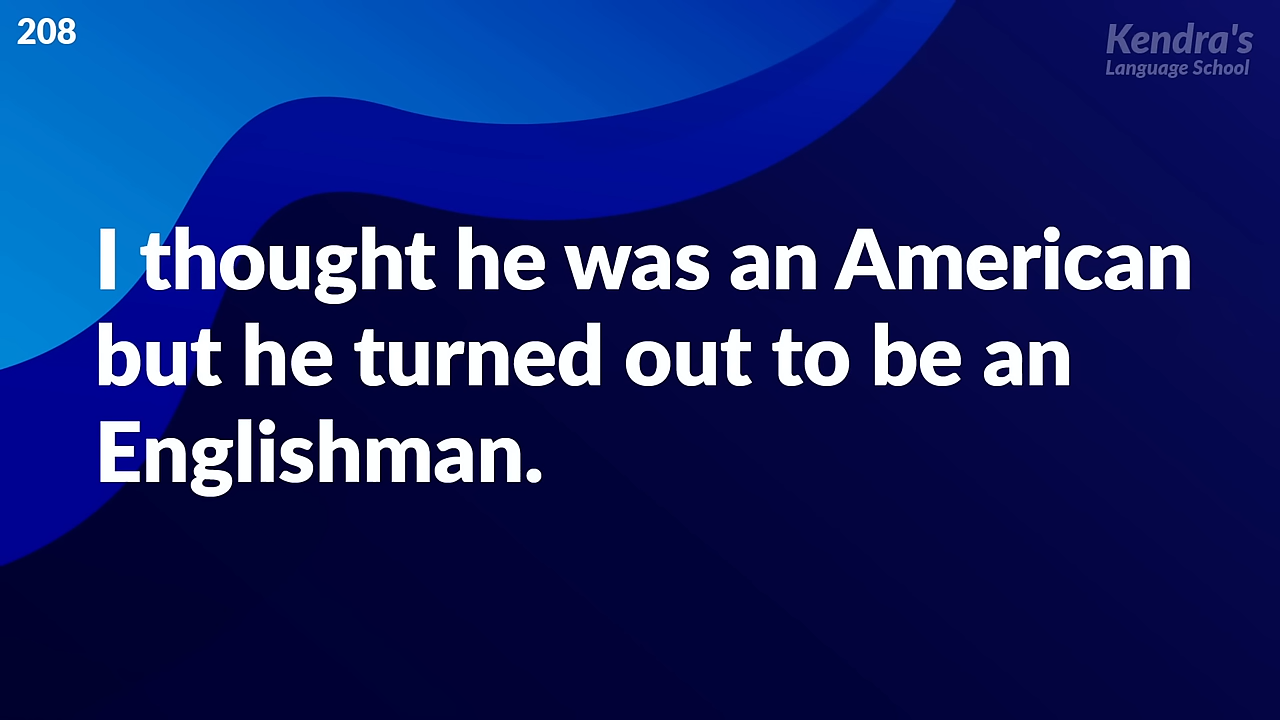 208
Kendra's
Language School
I thought he was an American
but he turned out to be an
Englishman.